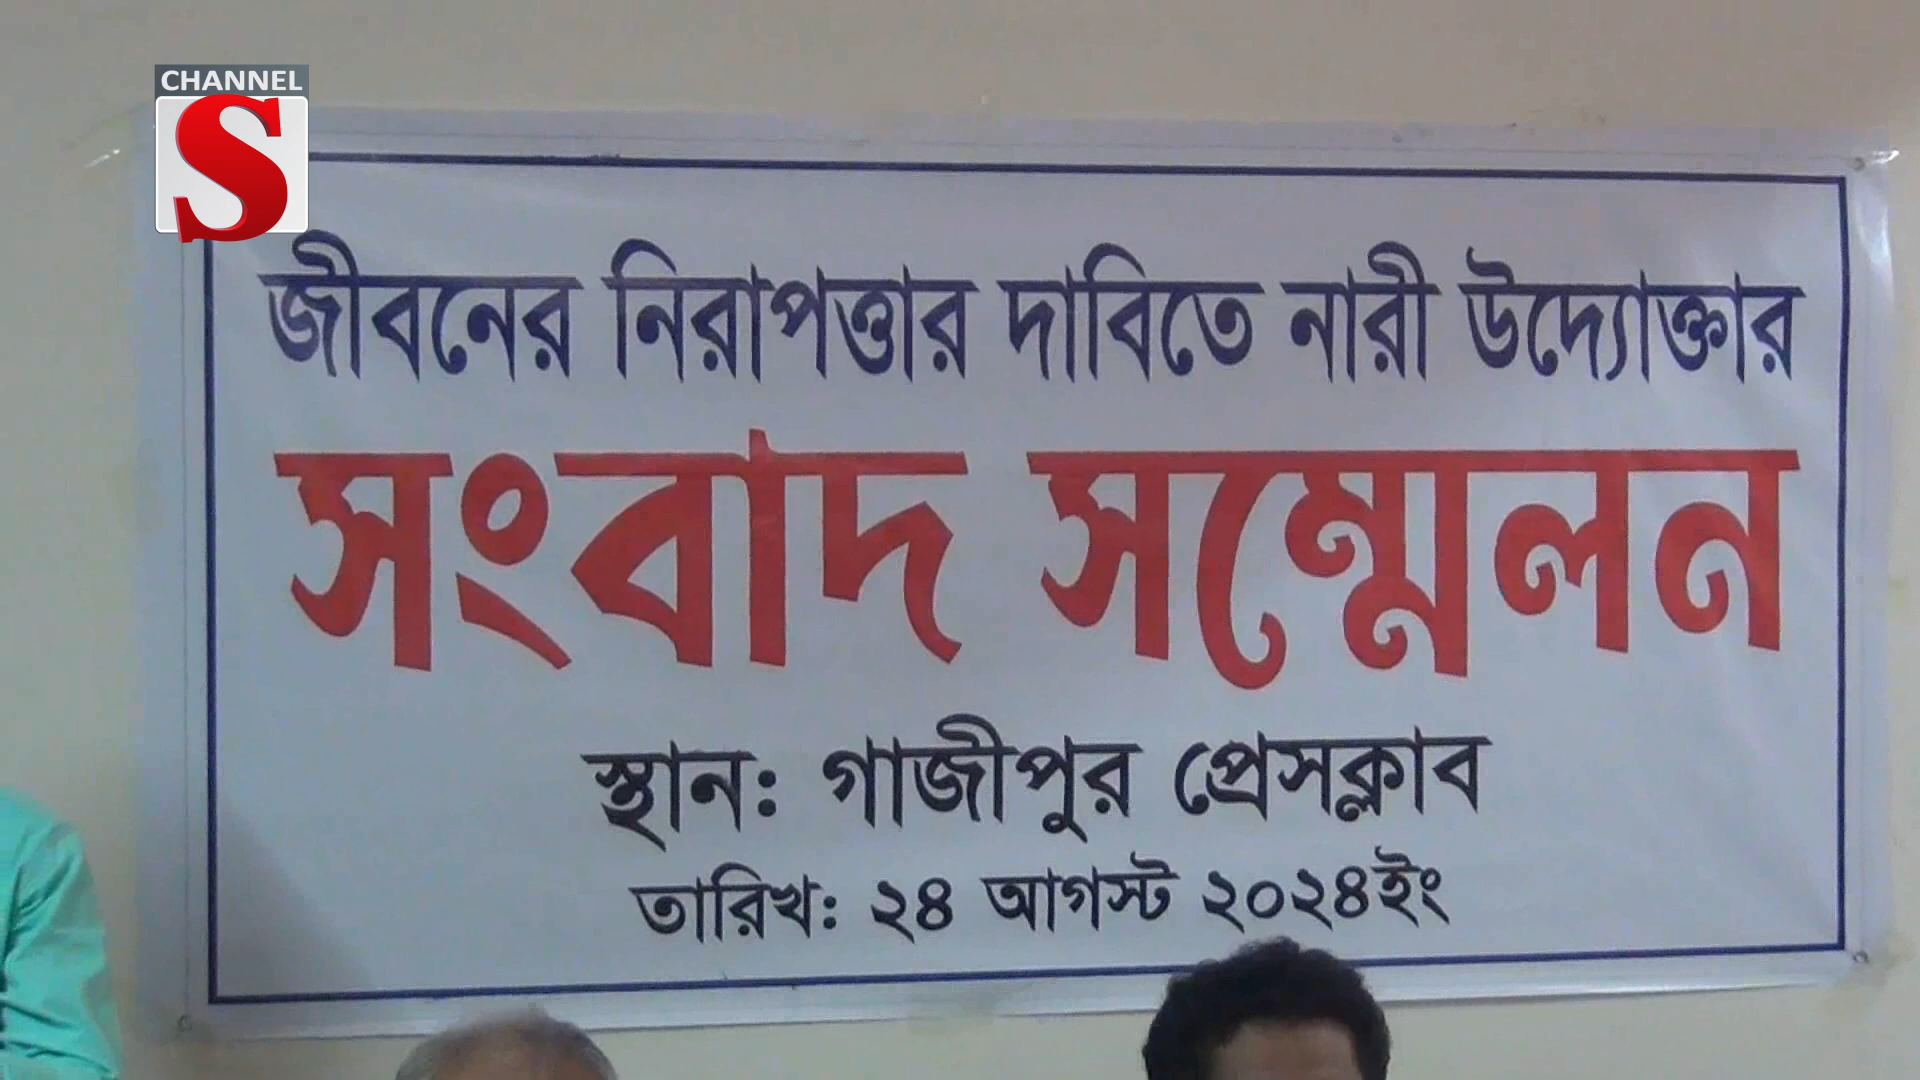 CHANNEL
S
জীবনের নিরাপত্তার দাবিতে নারী উদ্যোক্তার
সংবাদ সম্মেলন
স্থান: গাজীপুর প্রেসক্লাব
তারিখ: ২৪ আগস্ট ২০২৪ইং